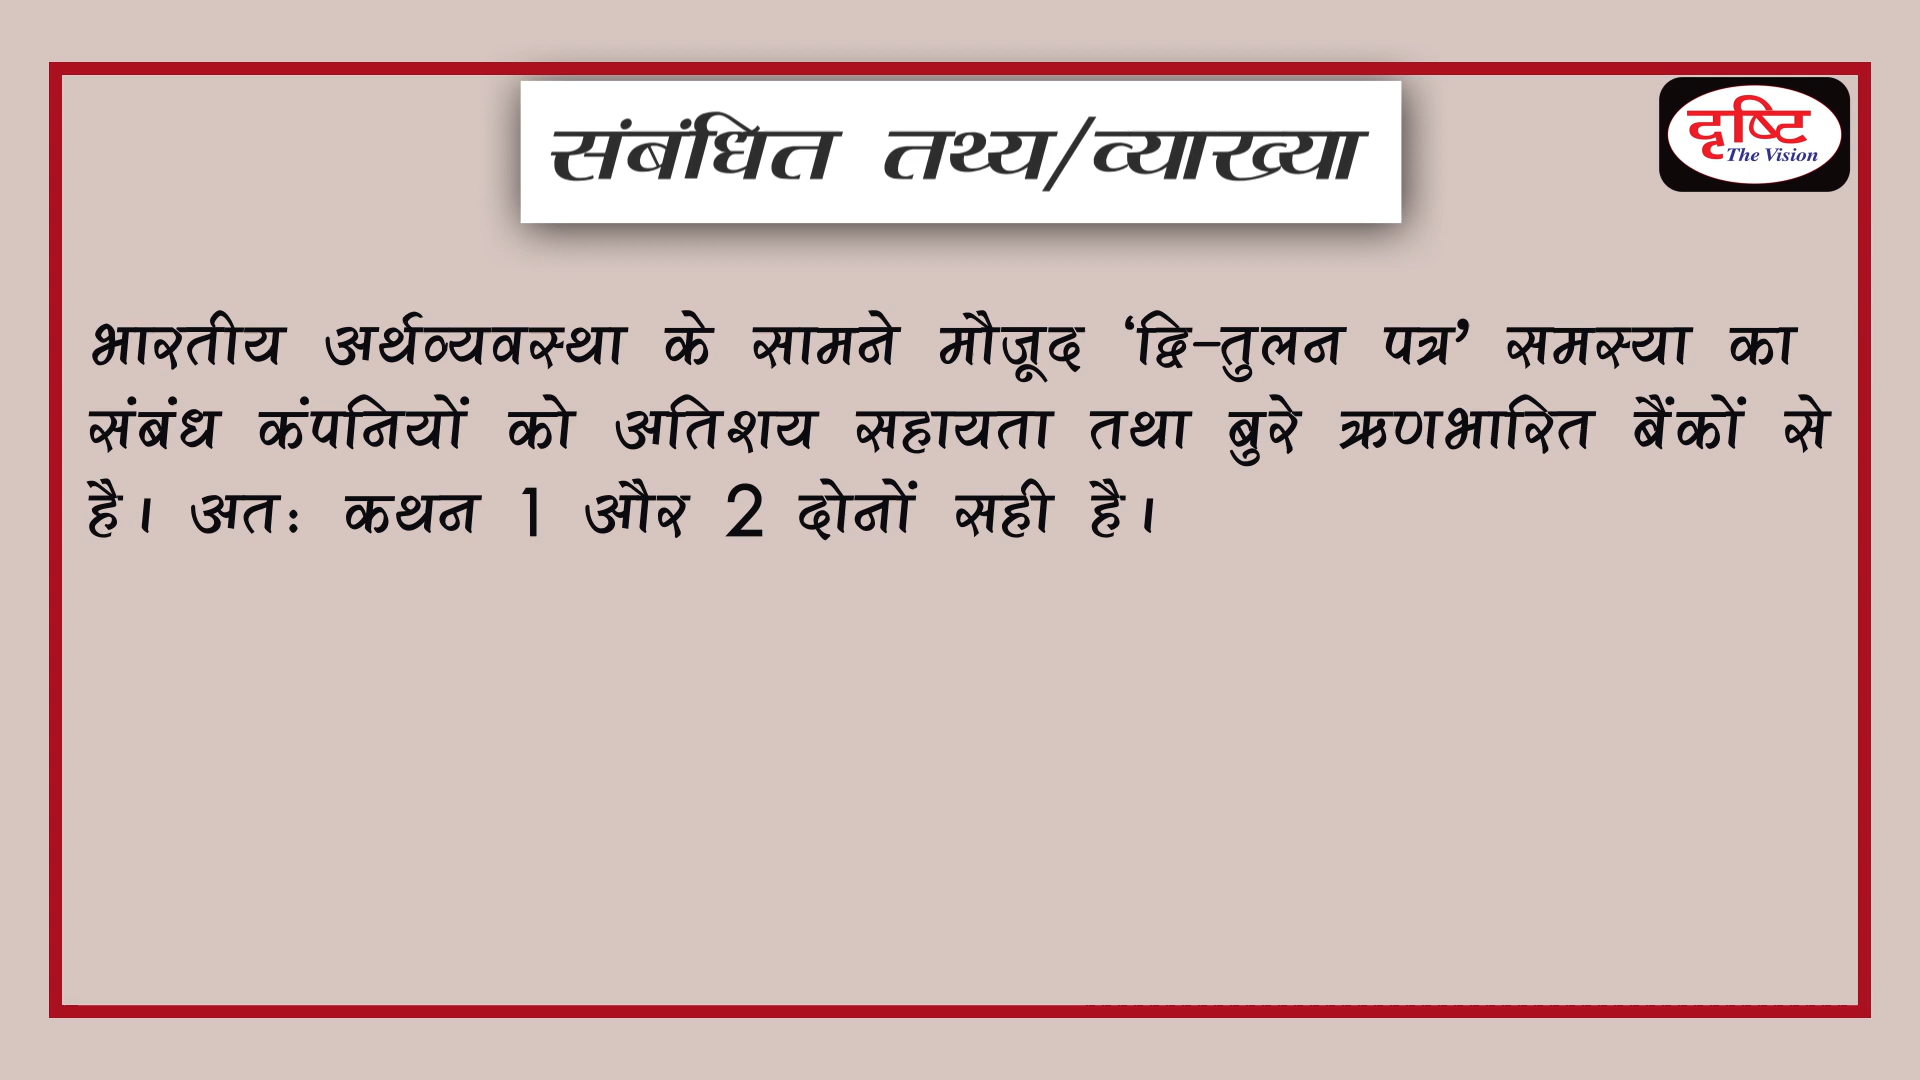 संबंधित तथ्य/व्याख्या
दृष्टि
The Vision
भारतीय अर्थव्यवस्था के सामने मौजूद ‘द्वि-तुलन पत्र’ समस्या का
संबंध कंपनियों को अतिशय सहायता तथा बुरे ऋणभारित बैंकों से
है। अतः कथन 1 और 2 दोनों सही है।